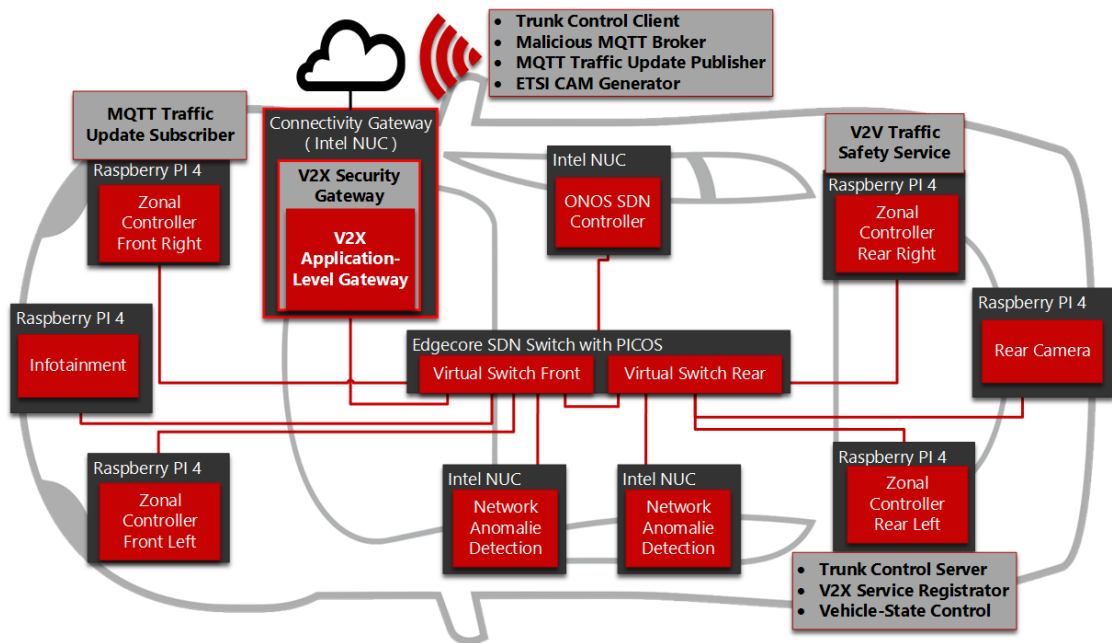 • Trunk Control Client
• Malicious MQTT Broker
• MQTT Traffic Update Publisher
• ETSI CAM Generator
MQTT Traffic
Update Subscriber
Raspberry PI 4
Zonal
Controller
Front Right
Connectivity Gateway
( Intel NUC )
V2X Security
Gateway
V2X
Application-
Level Gateway
Intel NUC
ONOS SDN
Controller
V2V Traffic
Safety Service
Raspberry PI 4
Zonal
Controller
Rear Right
Raspberry PI 4
Infotainment
Edgecore SDN Switch with PICOS
Virtual Switch Front
Virtual Switch Rear
Raspberry PI 4
Rear Camera
Raspberry PI 4
Zonal
Controller
Front Left
Intel NUC
Network
Anomalie
Detection
Intel NUC
Network
Anomalie
Detection
Raspberry PI 4
Zonal
Controller
Rear Left
• Trunk Control Server
• V2X Service Registrator
• Vehicle-State Control